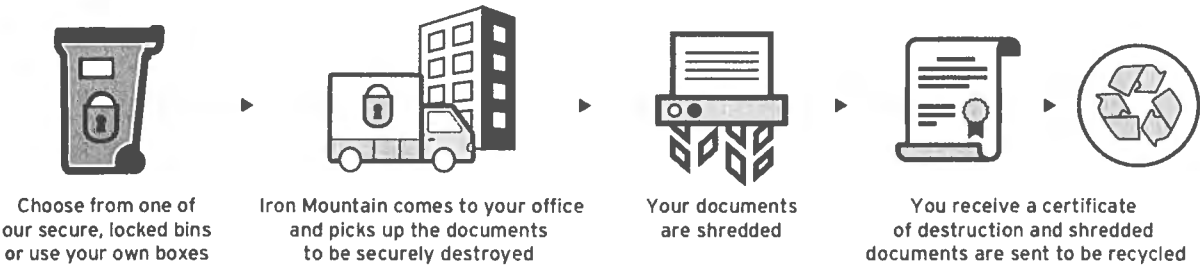 Choose from one of
our secure, locked bins
or use your own boxes
Iron Mountain comes to your office
and picks up the documents
to be securely destroyed
Your documents
are shredded
You receive a certificate
of destruction and shredded
documents are sent to be recycled